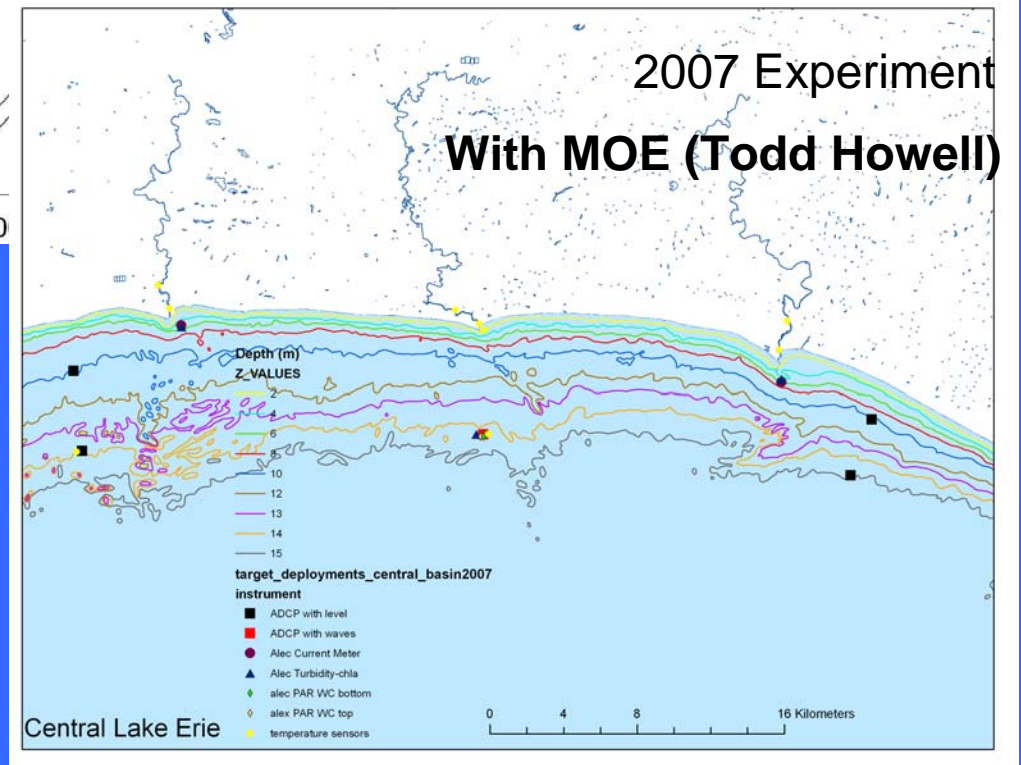 2007 Experiment
With MOE (Todd Howell)
Depth (m)
Z_VALUES
2
4
6
8
10
12
13
14
15
target_deployments_central_basin2007
instrument
ADCP with level
ADCP with waves
Alec Current Meter
Alec Turbidity-chla
alec PAR WC bottom
alex PAR WC top
temperature sensors
0 4 8 16 Kilometers
Central Lake Erie